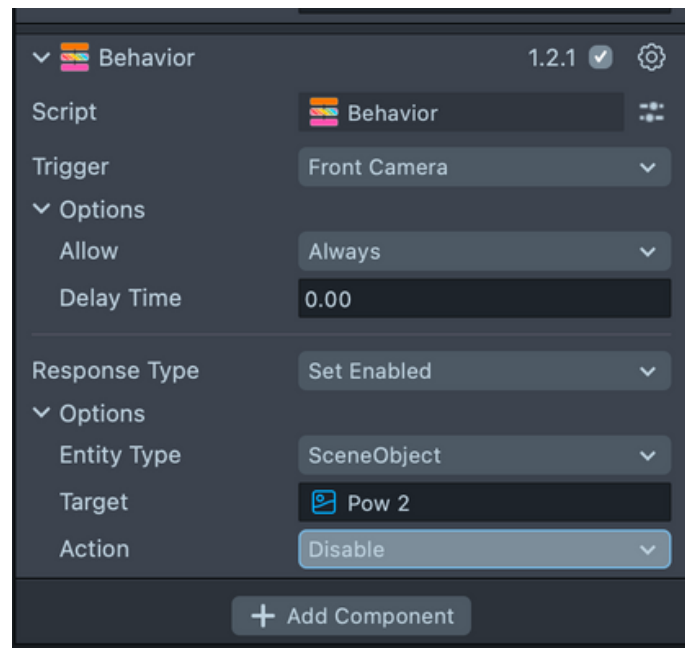 Behavior 1.2.1
Script Behavior
Trigger Front Camera
Options
Allow Always
Delay Time 0.00
Response Type Set Enabled
Options
Entity Type SceneObject
Target Pow 2
Action Disable
+ Add Component